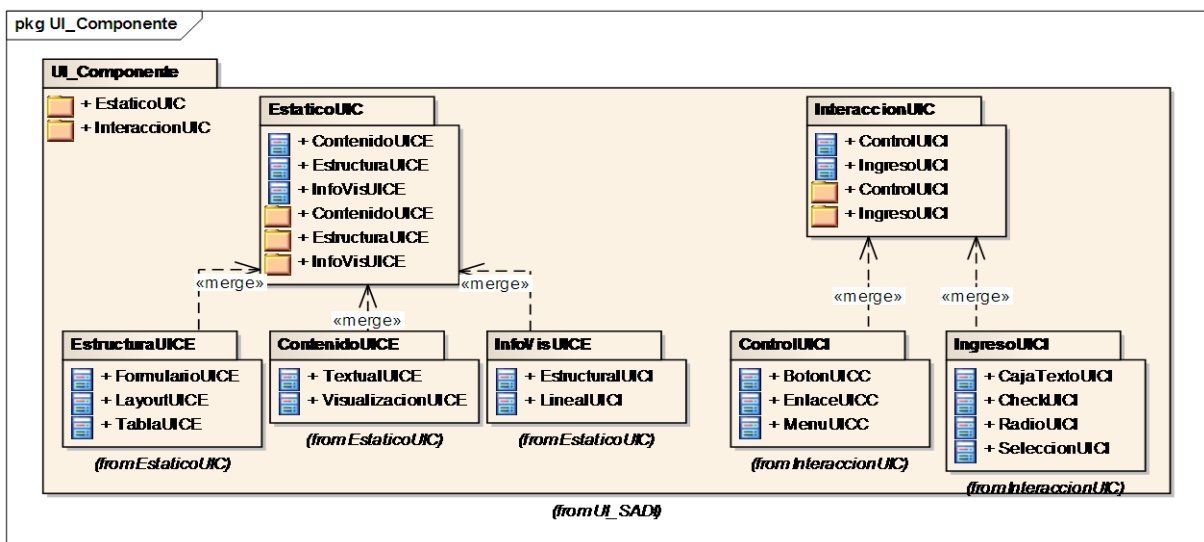 pkg UI_Componente
UI_Componente
+ EstaticoUIC
+ InteraccionUIC
EstaticoUIC
+ ContenidoUICE
+ EstructuraUICE
+ InfoVisUICE
+ ContenidoUICE
+ EstructuraUICE
+ InfoVisUICE
InteraccionUIC
+ ControlUICI
+ IngresoUICI
+ ControlUICI
+ IngresoUICI
«merge»
«merge»
«merge»
«merge»
«merge»
EstructuraUICE
+ FormularioUICE
+ LayoutUICE
+ TablaUICE
(from EstaticoUIC)
ContenidoUICE
+ TextualUICE
+ VisualizacionUICE
(from EstaticoUIC)
InfoVisUICE
+ EstructuralUICI
+ LinealUICI
(from EstaticoUIC)
ControlUICI
+ BotonUICC
+ EnlaceUICC
+ MenuUICC
(from InteraccionUIC)
IngresoUICI
+ CajaTextoUICI
+ CheckUICI
+ RadioUICI
+ SeleccionUICI
(from InteraccionUIC)
(from UI_SADI)